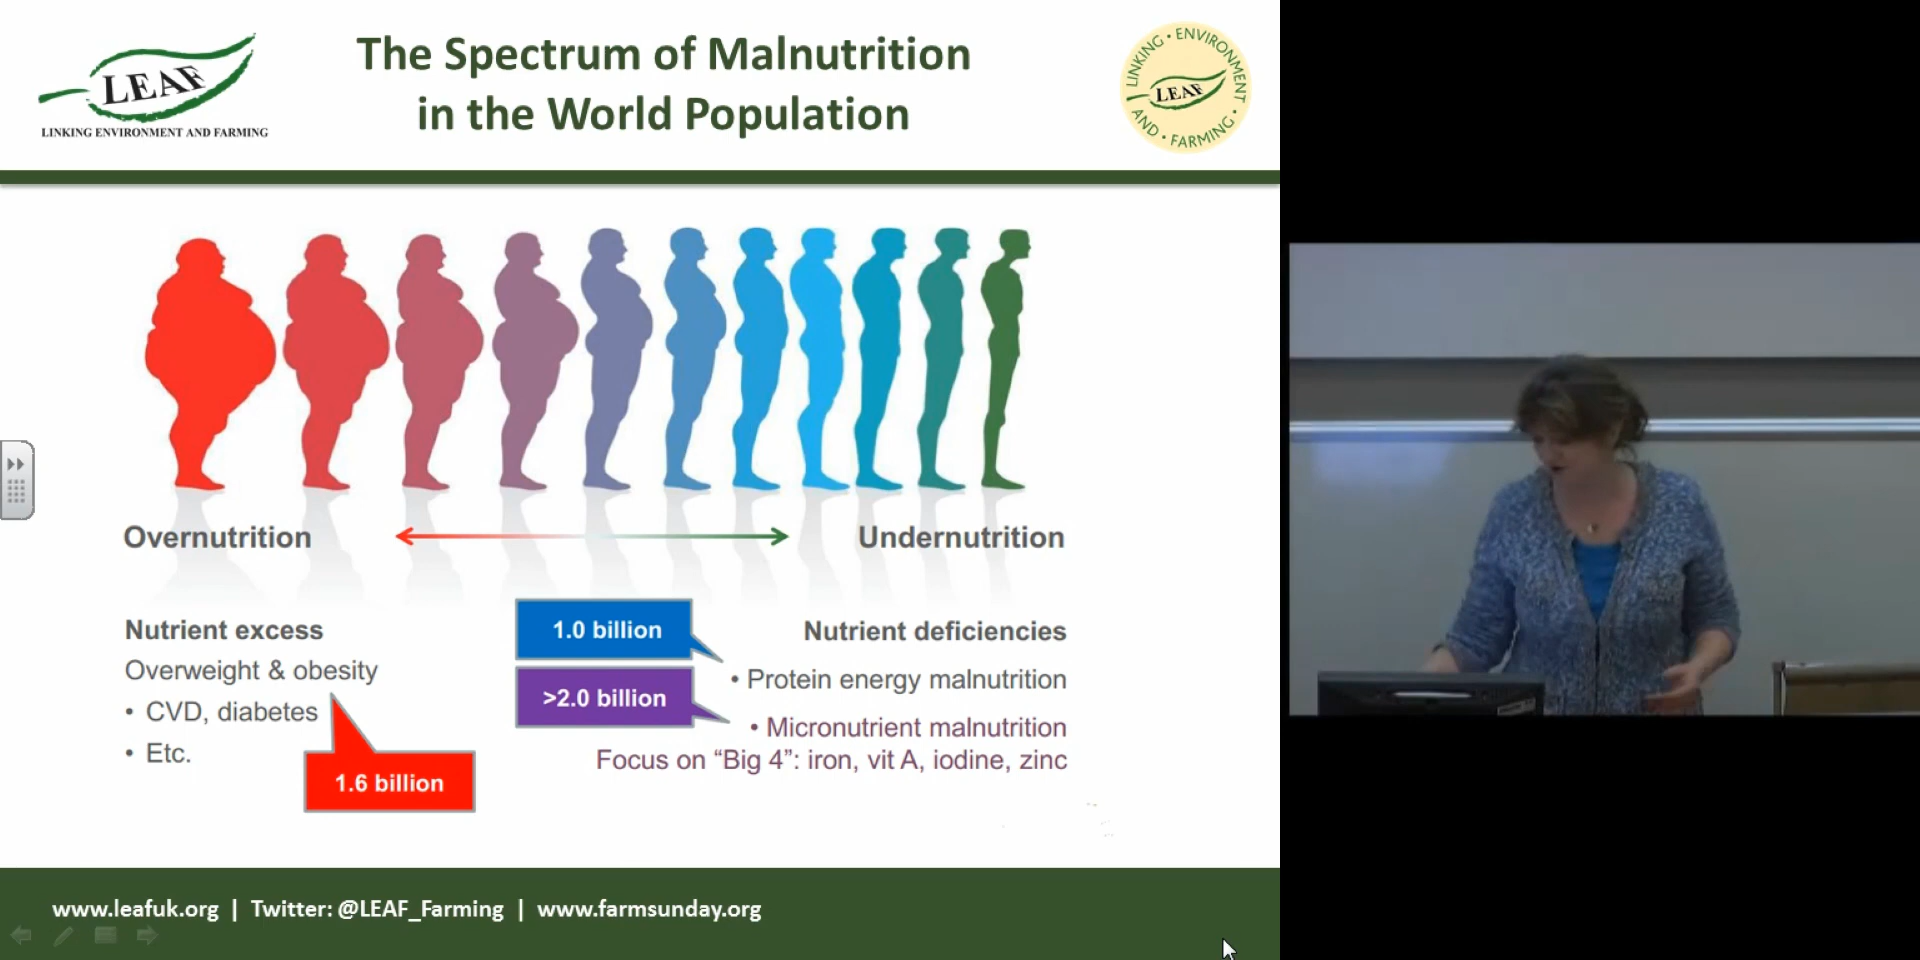 LEAF
LINKING ENVIRONMENT AND FARMING
The Spectrum of Malnutrition
in the World Population
LINKING • ENVIRONMENT • AND • FARMING •
LEAF
Overnutrition
Undernutrition
Nutrient excess
Overweight & obesity
• CVD, diabetes
• Etc.
1.6 billion
1.0 billion
>2.0 billion
Nutrient deficiencies
• Protein energy malnutrition
• Micronutrient malnutrition
Focus on “Big 4”: iron, vit A, iodine, zinc
www.leafuk.org | Twitter: @LEAF_Farming | www.farmsunday.org